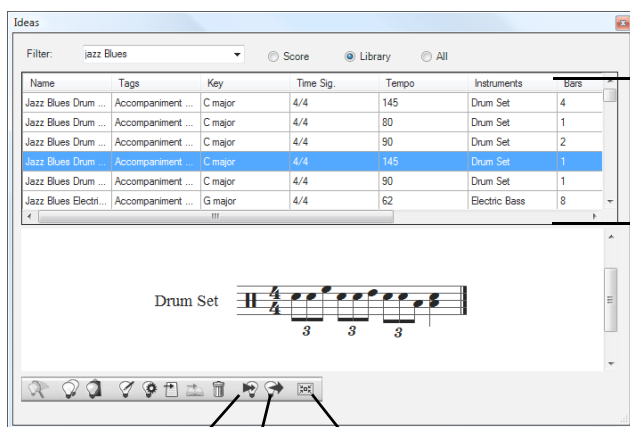 Ideas
Filter: jazz Blues Score Library All
Name Tags Key Time Sig. Tempo Instruments Bars
Jazz Blues Drum ... Accompaniment ... C major 4/4 145 Drum Set 4
Jazz Blues Drum ... Accompaniment ... C major 4/4 80 Drum Set 1
Jazz Blues Drum ... Accompaniment ... C major 4/4 90 Drum Set 2
Jazz Blues Drum ... Accompaniment ... C major 4/4 145 Drum Set 1
Jazz Blues Drum ... Accompaniment ... C major 4/4 90 Drum Set 1
Jazz Blues Electri... Accompaniment ... G major 4/4 62 Electric Bass 8
Drum Set 4 4
3 3 3